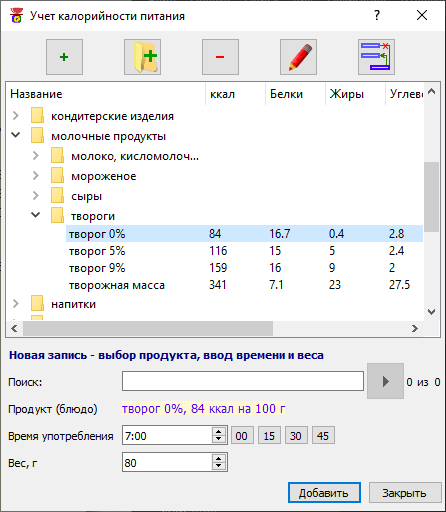 Учет калорийности питания ?
Название ккал Белки Жиры Углев
кондитерские изделия
молочные продукты
молоко, кисломолоч...
мороженое
сыры
твороги
творог 0% 84 16.7 0.4 2.8
творог 5% 116 15 5 2.4
творог 9% 159 16 9 2
творожная масса 341 7.1 23 27.5
напитки
Новая запись - выбор продукта, ввод времени и веса
Поиск: 0 из 0
Продукт (блюдо) творог 0%, 84 ккал на 100 г
Время употребления 7:00 00 15 30 45
Вес, г 80
Добавить Закрыть